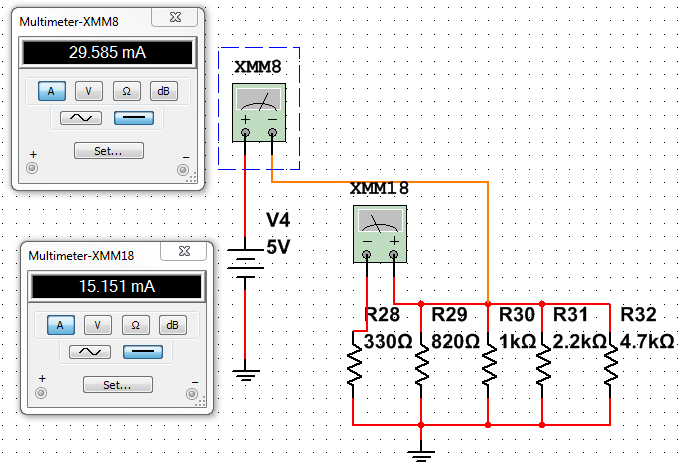 Multimeter-XMM8
29.585 mA
A V Ω dB
Set...
+ −
XMM8
+ −
V4
5V
XMM18
− +
Multimeter-XMM18
15.151 mA
A V Ω dB
Set...
+ −
R28 R29 R30 R31 R32
330Ω 820Ω 1kΩ 2.2kΩ 4.7kΩ